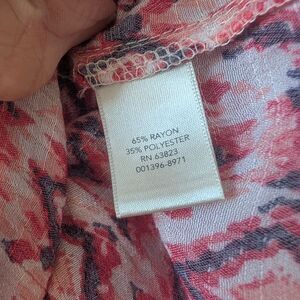 65% RAYON
35% POLYESTER
RN 63823
001396-8971